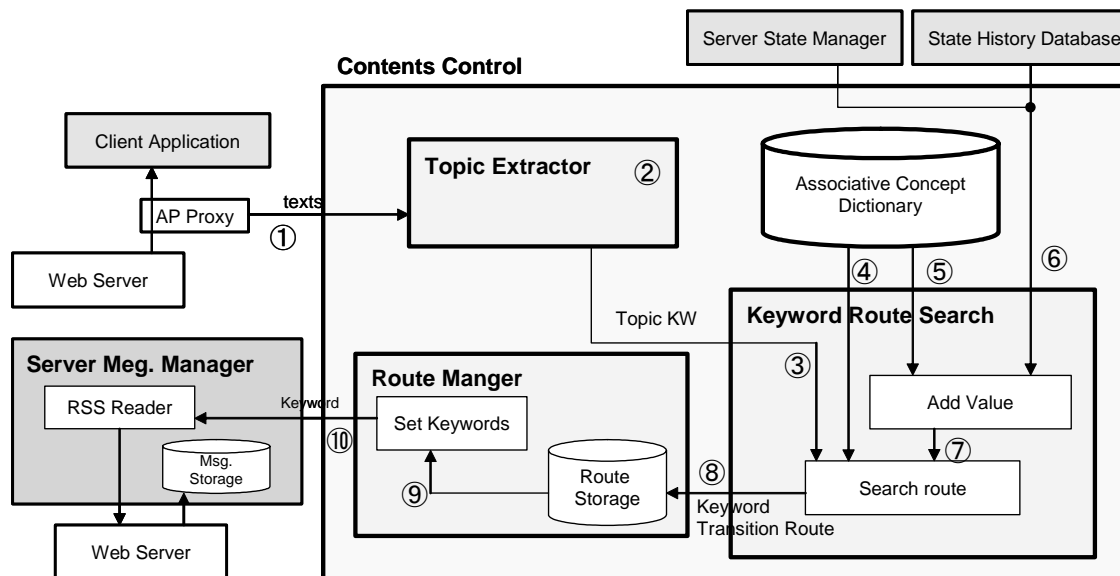 Server State Manager
State History Database
Contents Control
Client Application
Topic Extractor
②
Associative Concept
Dictionary
texts
AP Proxy
①
Web Server
④
⑤
⑥
Topic KW
Keyword Route Search
Server Meg. Manager
Route Manger
③
RSS Reader
Keyword
Set Keywords
Add Value
⑩
Msg.
Storage
⑦
⑨
Route
Storage
⑧
Search route
Keyword
Transition Route
Web Server